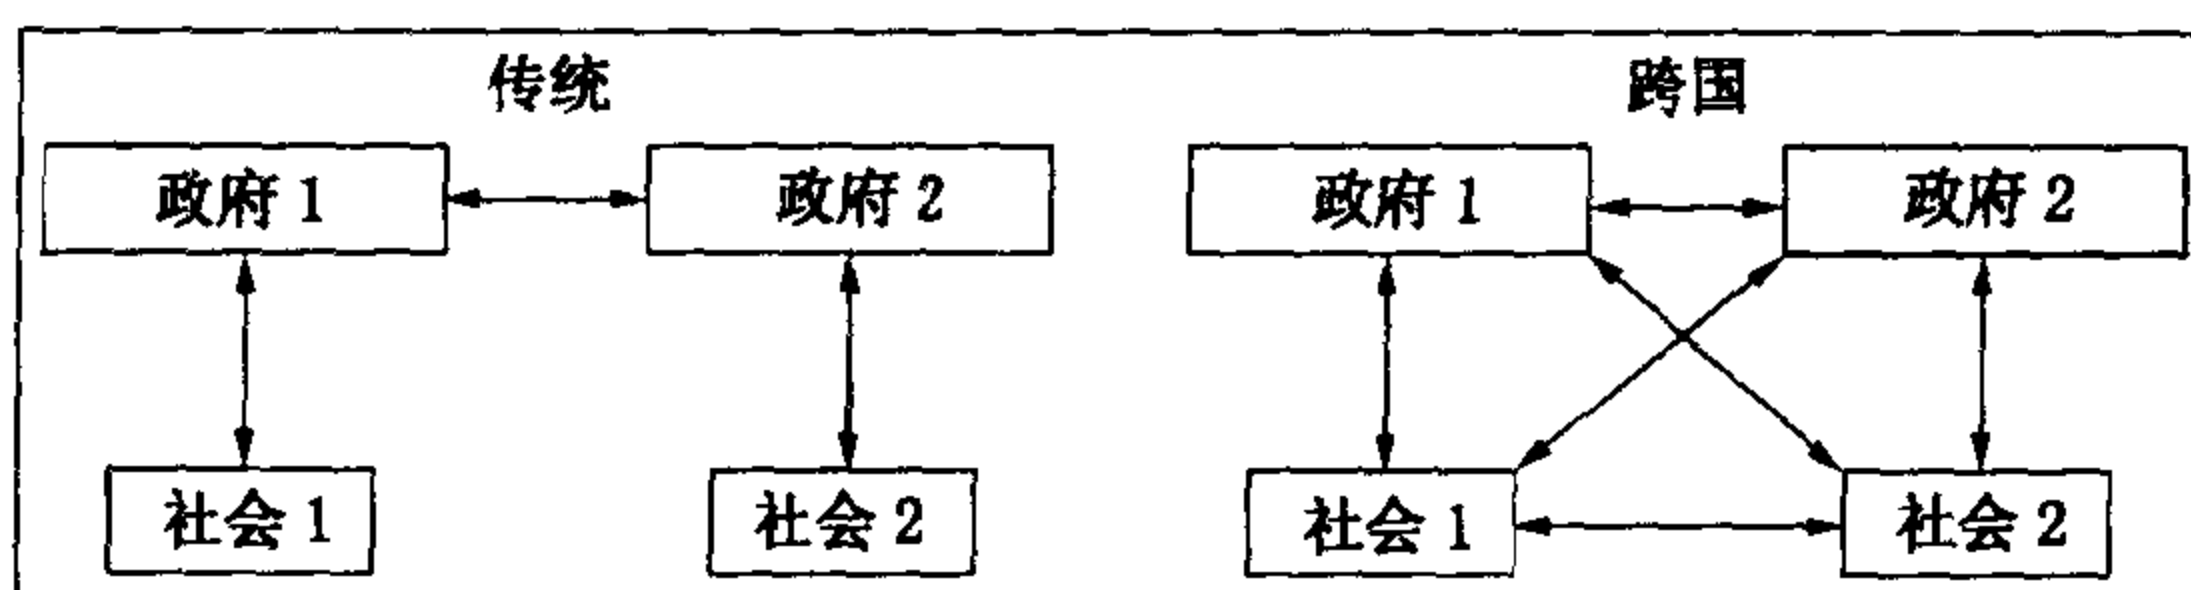 传统 跨国
政府 1 政府 2 政府 1 政府 2
社会 1 社会 2 社会 1 社会 2